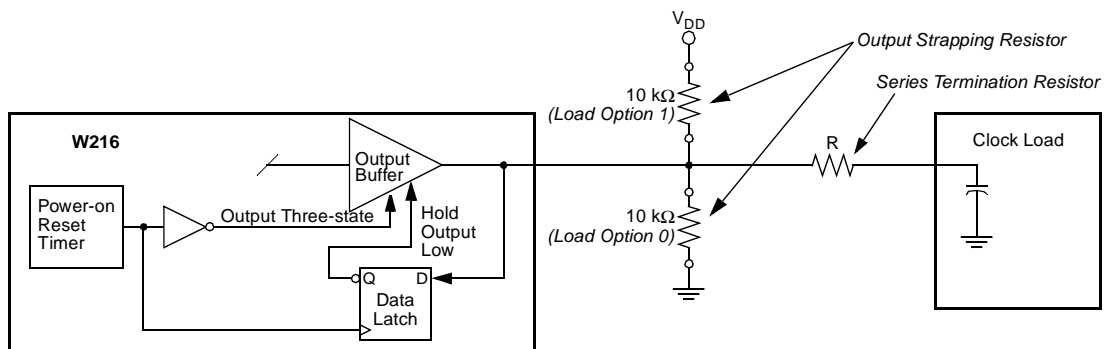 V_DD
Output Strapping Resistor
Series Termination Resistor
10 kΩ
(Load Option 1)
W216
Clock Load
R
Output
Buffer
Power-on
Reset
Timer
Output Three-state
Hold
Output
Low
10 kΩ
(Load Option 0)
Q
D
Data
Latch